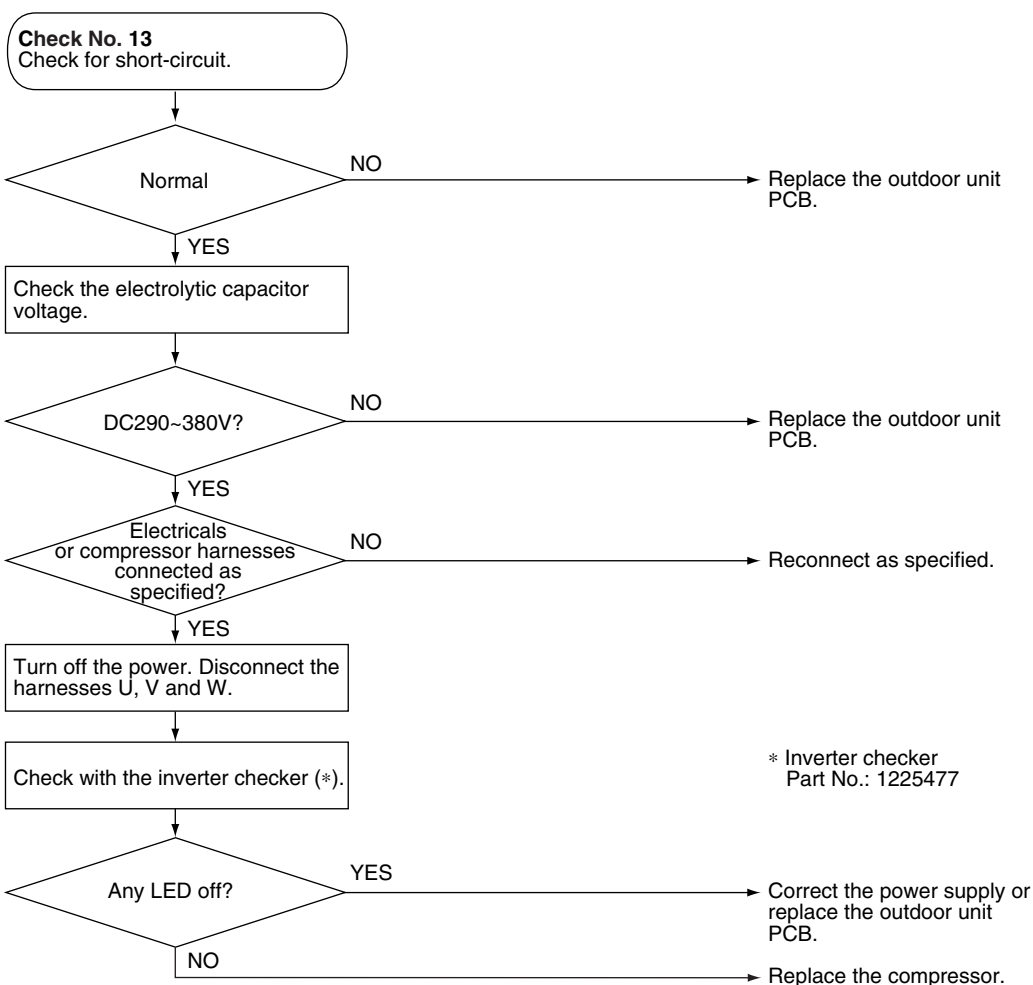 Check No. 13
Check for short-circuit.
Normal
NO
Replace the outdoor unit
PCB.
YES
Check the electrolytic capacitor
voltage.
DC290~380V?
NO
Replace the outdoor unit
PCB.
YES
Electricals
or compressor harnesses
connected as
specified?
NO
Reconnect as specified.
YES
Turn off the power. Disconnect the
harnesses U, V and W.
Check with the inverter checker (*).
* Inverter checker
Part No.: 1225477
Any LED off?
YES
Correct the power supply or
replace the outdoor unit
PCB.
NO
Replace the compressor.